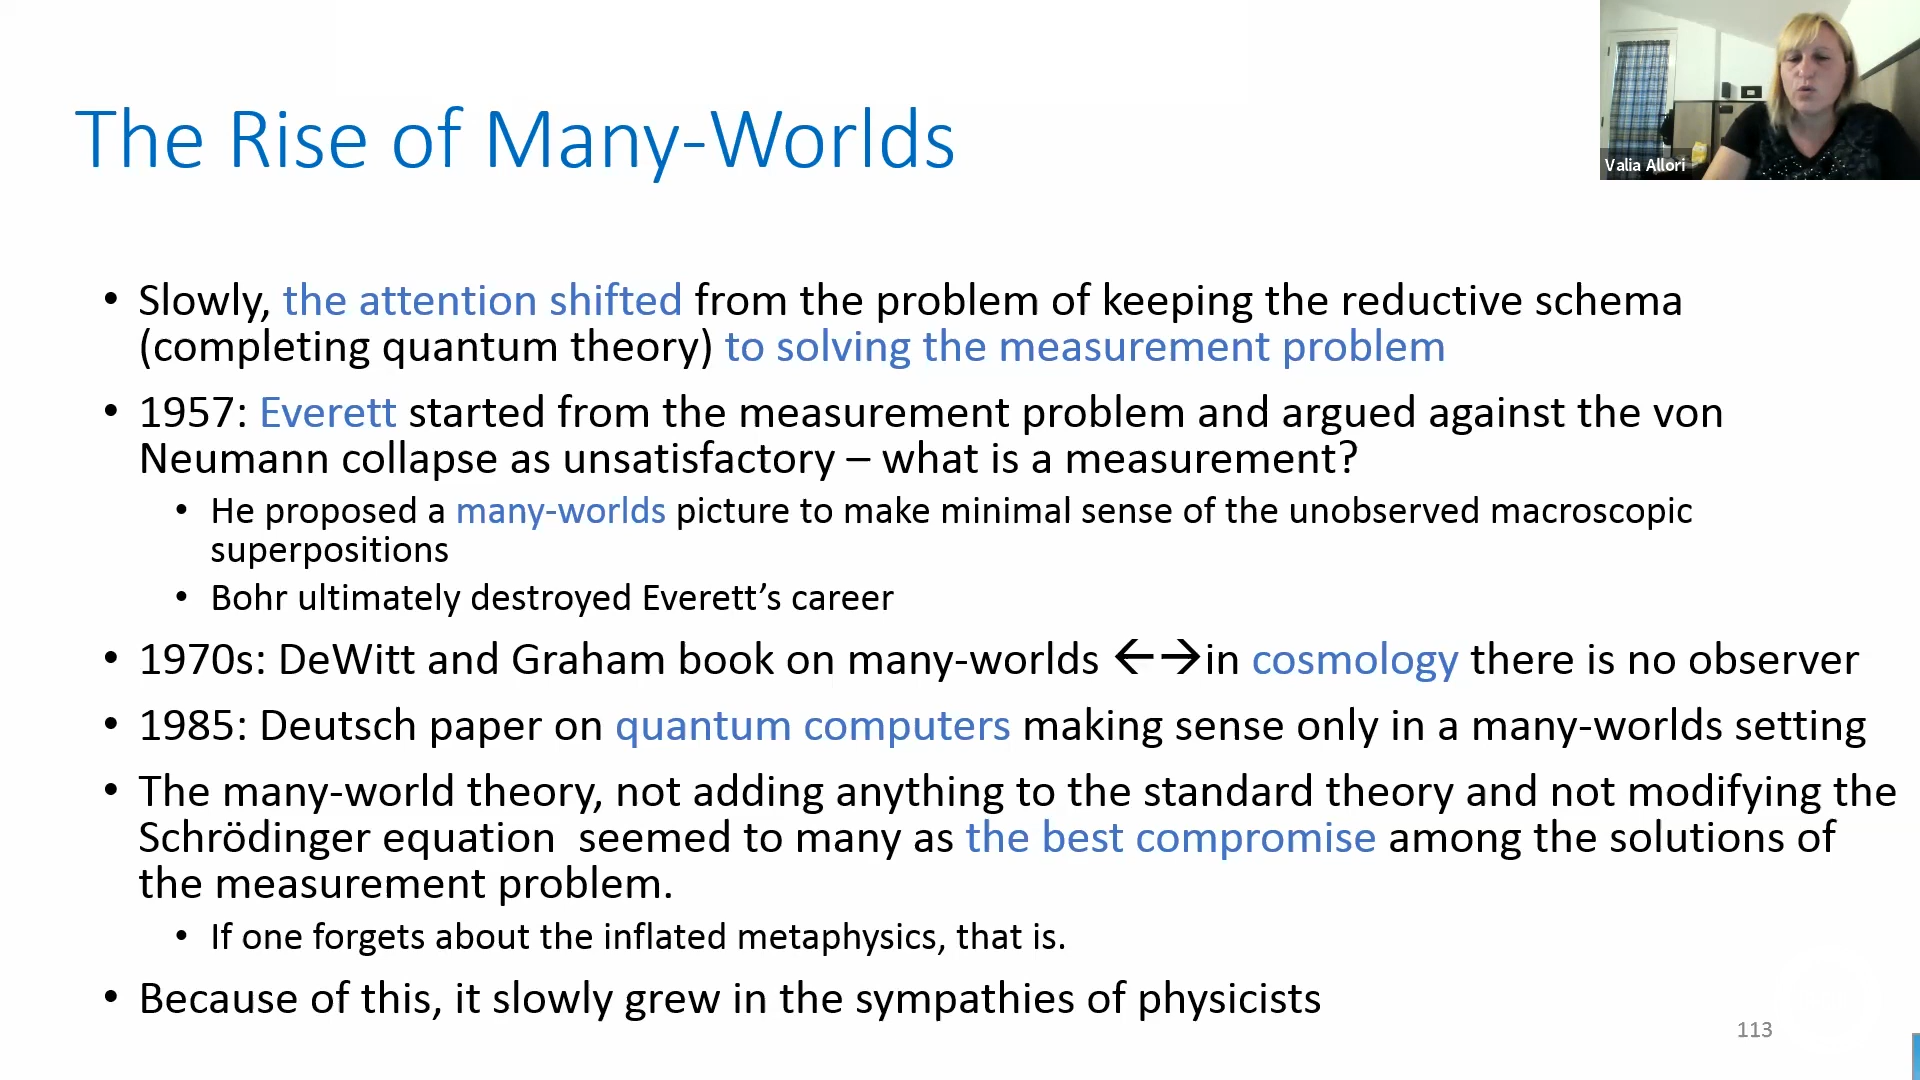 The Rise of Many-Worlds
Valia Allori
• Slowly, the attention shifted from the problem of keeping the reductive schema
(completing quantum theory) to solving the measurement problem
• 1957: Everett started from the measurement problem and argued against the von
Neumann collapse as unsatisfactory – what is a measurement?
• He proposed a many-worlds picture to make minimal sense of the unobserved macroscopic
superpositions
• Bohr ultimately destroyed Everett’s career
• 1970s: DeWitt and Graham book on many-worlds ←→in cosmology there is no observer
• 1985: Deutsch paper on quantum computers making sense only in a many-worlds setting
• The many-world theory, not adding anything to the standard theory and not modifying the
Schrödinger equation  seemed to many as the best compromise among the solutions of
the measurement problem.
• If one forgets about the inflated metaphysics, that is.
• Because of this, it slowly grew in the sympathies of physicists
113